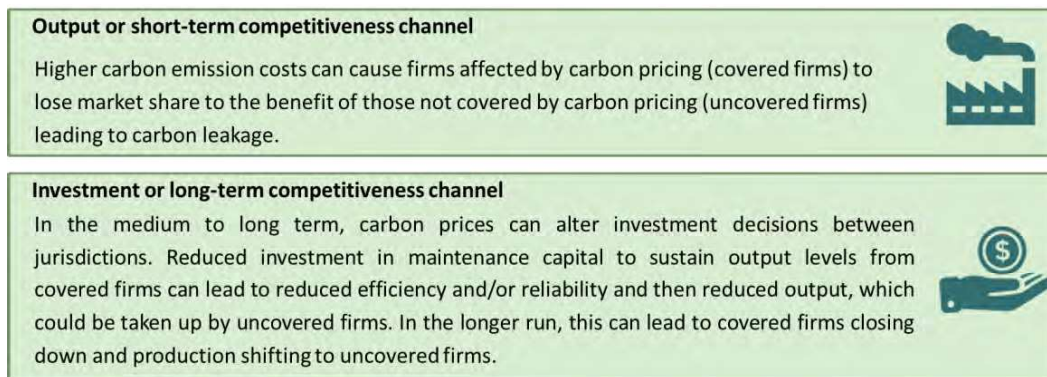 Output or short-term competitiveness channel
Higher carbon emission costs can cause firms affected by carbon pricing (covered firms) to
lose market share to the benefit of those not covered by carbon pricing (uncovered firms)
leading to carbon leakage.
Investment or long-term competitiveness channel
In the medium to long term, carbon prices can alter investment decisions between
jurisdictions. Reduced investment in maintenance capital to sustain output levels from
covered firms can lead to reduced efficiency and/or reliability and then reduced output, which
could be taken up by uncovered firms. In the longer run, this can lead to covered firms closing
down and production shifting to uncovered firms.
$